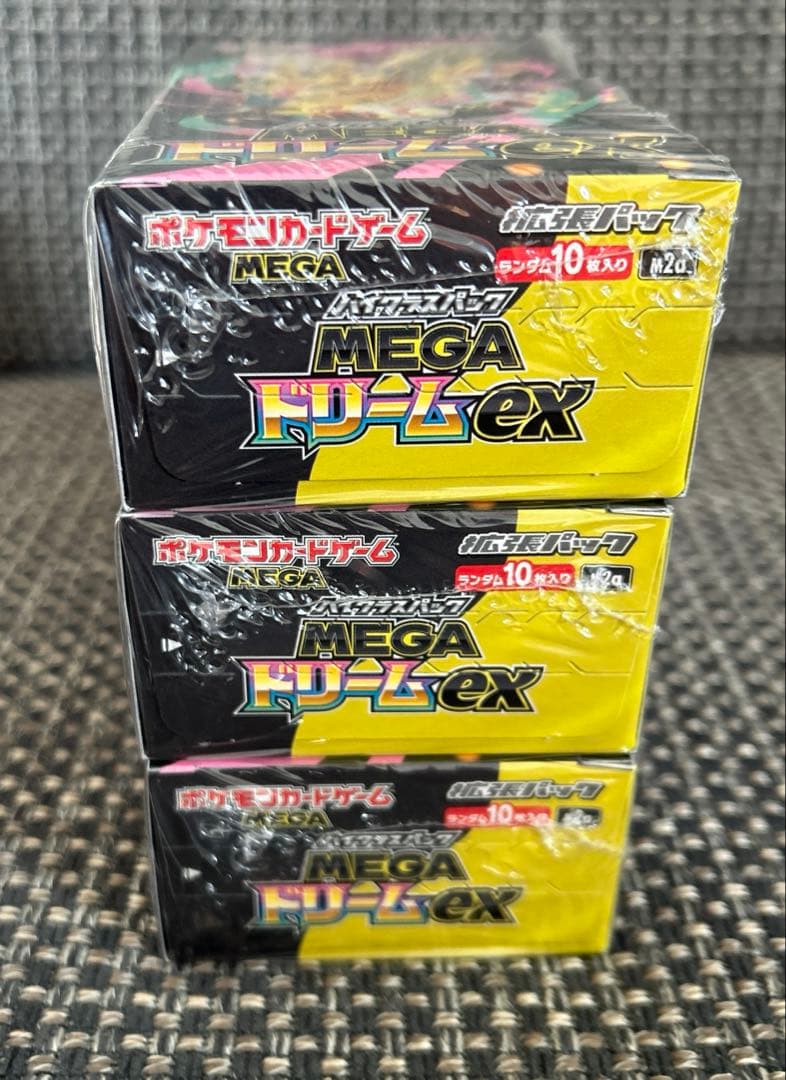 ドリーム ex
ポケモンカードゲーム
MEGA
拡張パック
ランダム10枚入り
M2a
ハイクラスパック
MEGA
ドリームex
ポケモンカードゲーム
MEGA
拡張パック
ランダム10枚入り
M2a
ハイクラスパック
MEGA
ドリームex
ポケモンカードゲーム
MEGA
拡張パック
ランダム10枚入り
ハイクラスパック
MEGA
ドリームex